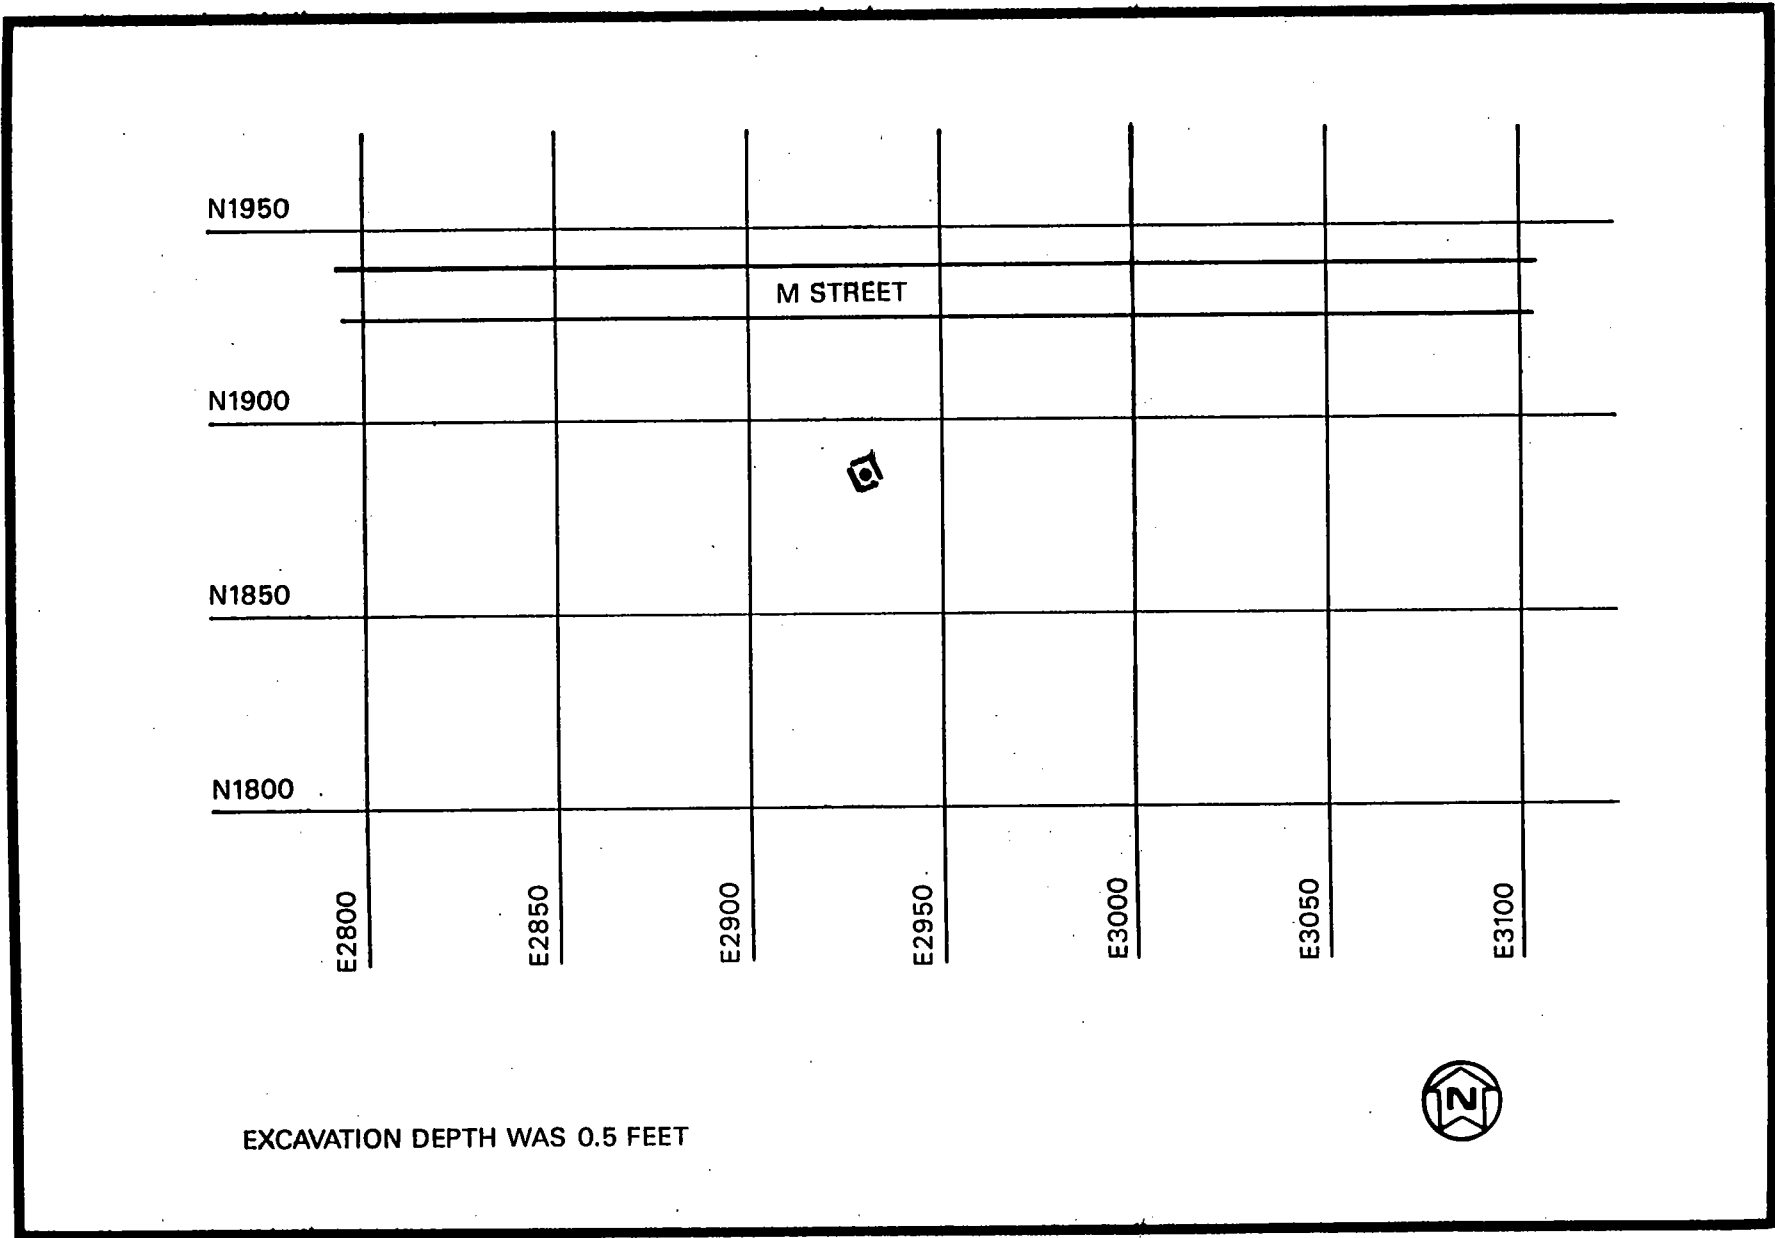 N1950
M STREET
N1900
N1850
N1800
E2800
E2850
E2900
E2950
E3000
E3050
E3100
N
EXCAVATION DEPTH WAS 0.5 FEET